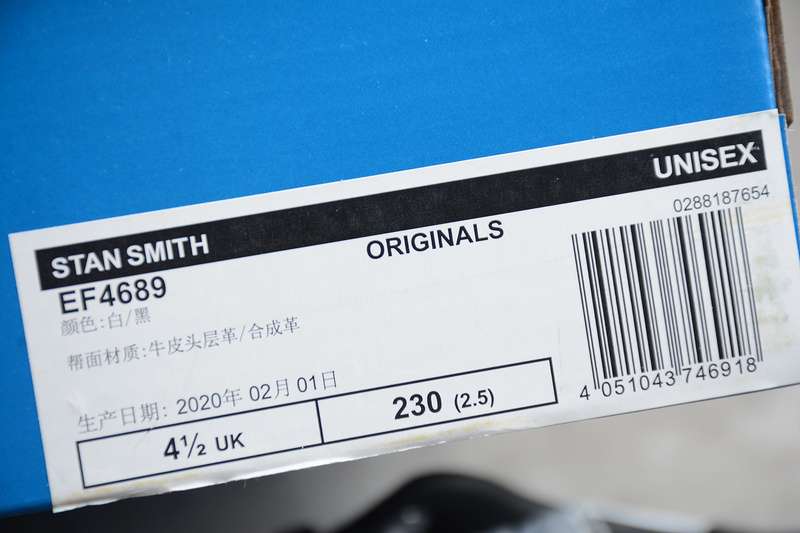 UNISEX
0288187654
STAN SMITH
ORIGINALS
EF4689
颜色:白/黑
帮面材质:牛皮头层革/合成革
生产日期: 2020年 02月 01日
4½ UK
230 (2.5)
4 051043 746918